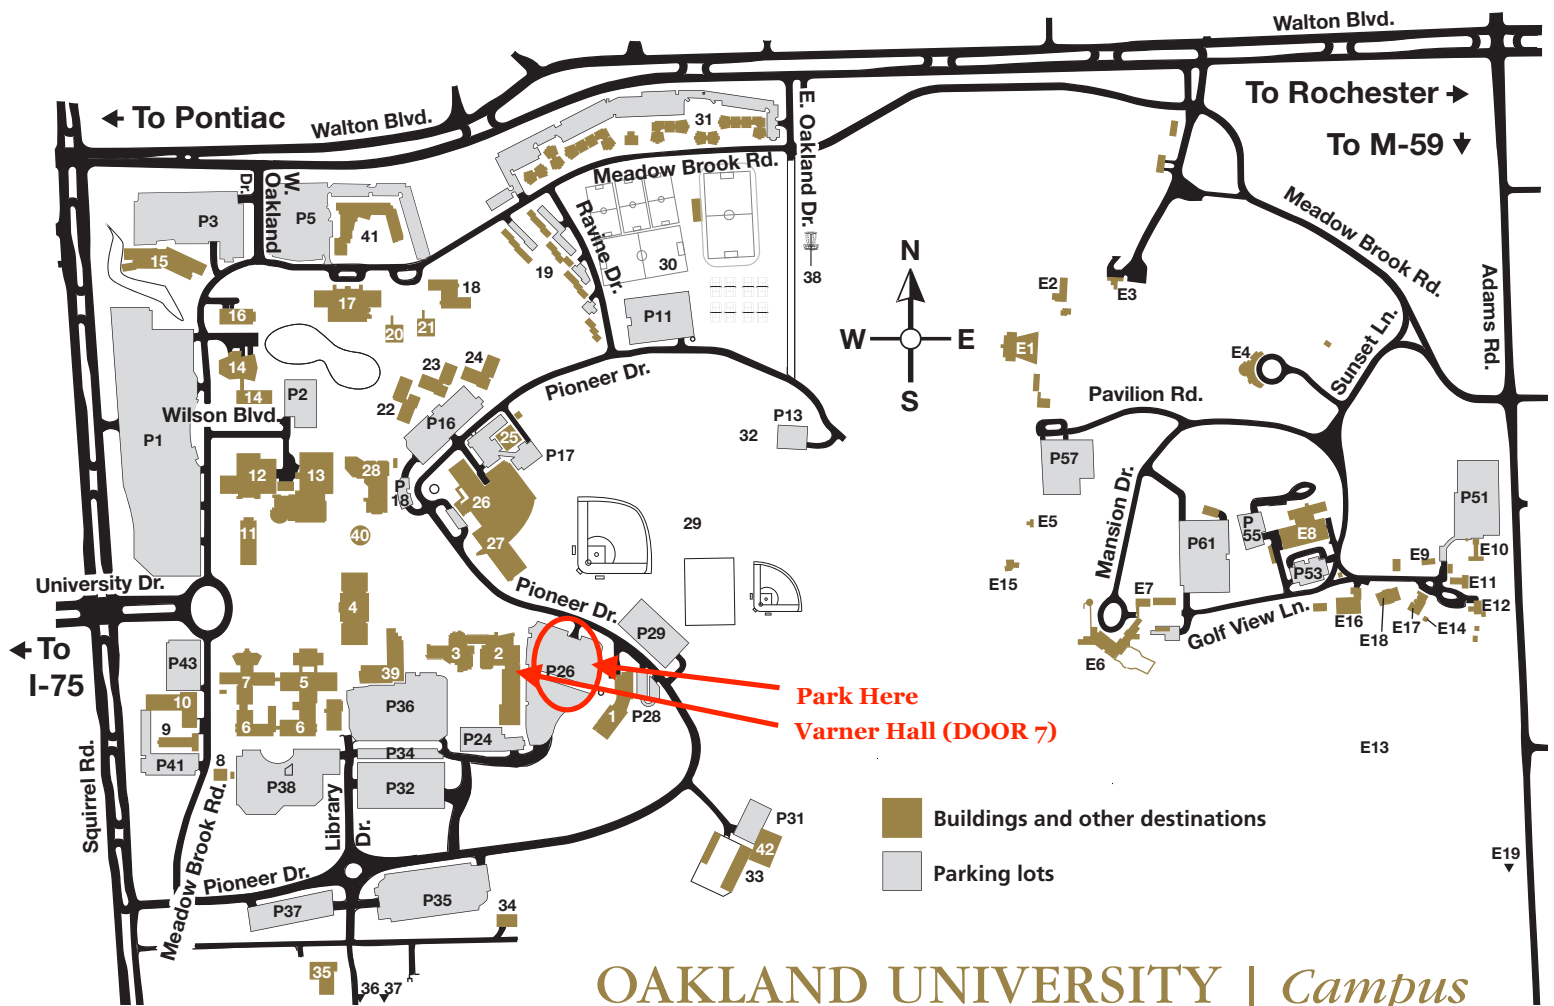 Walton Blvd.
To Rochester
To M-59
To Pontiac
Walton Blvd.
31
E. Oakland Dr.
Meadow Brook Rd.
W. Oakland Dr.
P3
P5
41
15
Ravine Dr.
30
19
38
Meadow Brook Rd.
Adams Rd.
N
W
E
S
E2
E3
17
18
16
20
21
P11
E1
E4
Sunset Ln.
14
14
P2
23
24
22
Pioneer Dr.
Wilson Blvd.
P1
P16
25
P17
P13
32
Pavilion Rd.
P57
Mansion Dr.
12
13
28
P 18
26
27
29
11
40
E5
E15
P61
P 55
E8
P53
P51
E9
E10
E11
E12
University Dr.
4
Pioneer Dr.
P29
E7
E6
Golf View Ln.
E16
E18
E17
E14
To
I-75
P43
7
5
39
3
2
P26
Park Here
10
9
6
6
P36
P24
1
P28
Varner Hall (DOOR 7)
P41
8
P38
P34
P32
E13
Squirrel Rd.
Meadow Brook Rd.
Library Dr.
P31
42
33
Buildings and other destinations
Parking lots
E19
Pioneer Dr.
P37
P35
34
35
36
37
OAKLAND UNIVERSITY | Campus